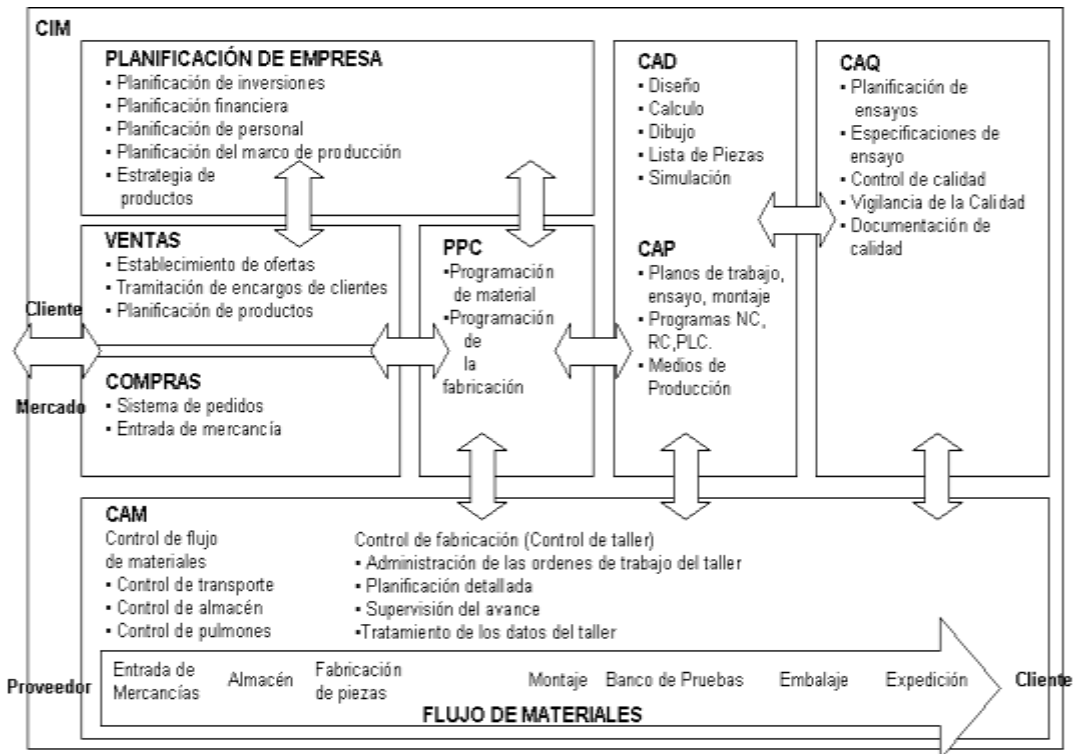 CIM
PLANIFICACIÓN DE EMPRESA
▪ Planificación de inversiones
▪ Planificación financiera
▪ Planificación de personal
▪ Planificación del marco de producción
▪ Estrategia de
productos
VENTAS
▪ Establecimiento de ofertas
▪ Tramitación de encargos de clientes
▪ Planificación de productos
Cliente
Mercado
COMPRAS
▪ Sistema de pedidos
▪ Entrada de mercancía
PPC
▪Programación
de material
▪Programación
de
la
fabricación
CAD
▪ Diseño
▪ Calculo
▪ Dibujo
▪ Lista de Piezas
▪ Simulación
CAP
▪ Planos de trabajo,
ensayo, montaje
▪ Programas NC,
RC,PLC.
▪ Medios de
Producción
CAQ
▪ Planificación de
ensayos
▪ Especificaciones de
ensayo
▪ Control de calidad
▪ Vigilancia de la Calidad
▪ Documentación de
calidad
CAM
Control de flujo
de materiales
▪ Control de transporte
▪ Control de almacén
▪ Control de pulmones
Control de fabricación (Control de taller)
▪ Administración de las ordenes de trabajo del taller
▪ Planificación detallada
▪ Supervisión del avance
▪Tratamiento de los datos del taller
Proveedor
Entrada de
Mercancías
Almacén
Fabricación
de piezas
Montaje
Banco de Pruebas
Embalaje
Expedición
Cliente
FLUJO DE MATERIALES